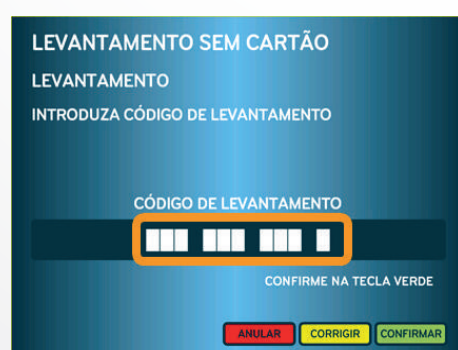 LEVANTAMENTO SEM CARTÃO
LEVANTAMENTO
INTRODUZA CÓDIGO DE LEVANTAMENTO
CÓDIGO DE LEVANTAMENTO
CONFIRME NA TECLA VERDE
ANULAR CORRIGIR CONFIRMAR